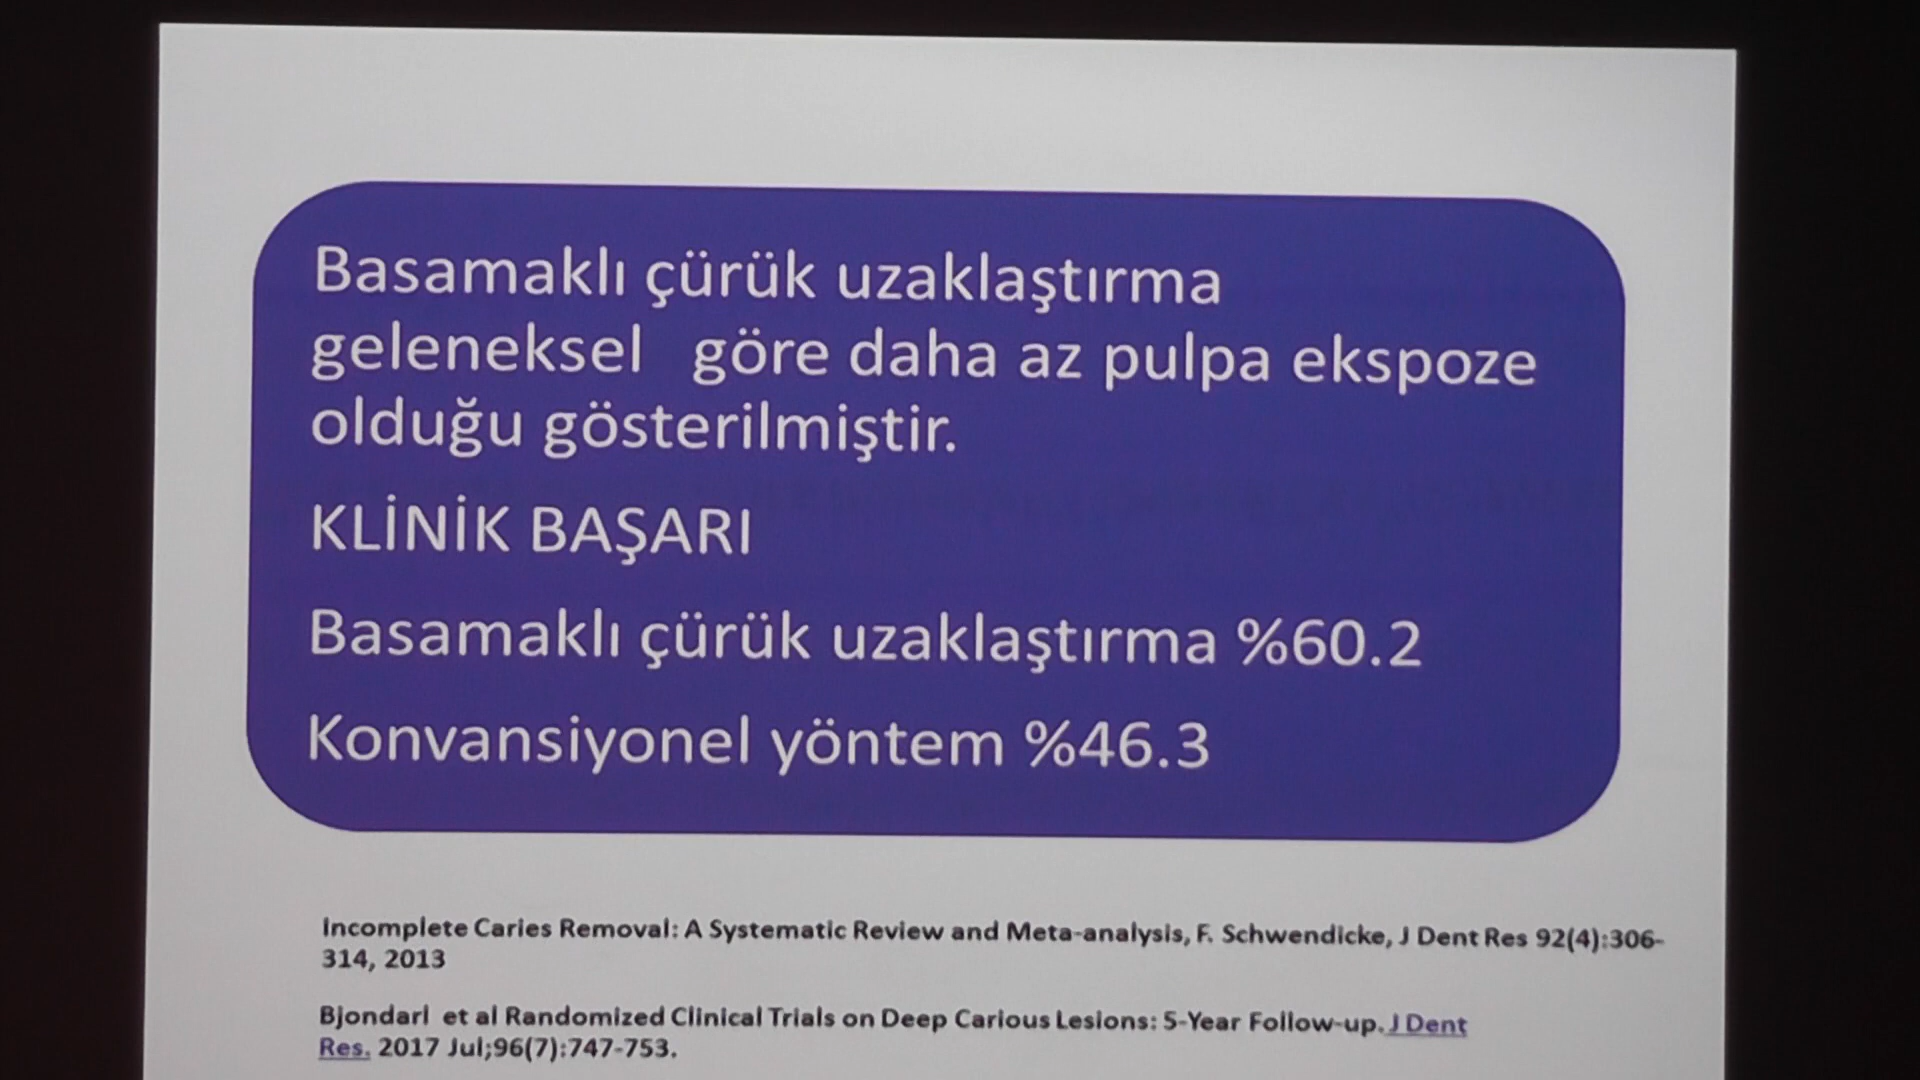 Basamaklı çürük uzaklaştırma
geleneksel göre daha az pulpa ekspoze
olduğu gösterilmiştir.
KLİNİK BAŞARI
Basamaklı çürük uzaklaştırma %60.2
Konvansiyonel yöntem %46.3
Incomplete Caries Removal: A Systematic Review and Meta-analysis, F. Schwendicke, J Dent Res 92(4):306-
314, 2013
Bjondarl et al Randomized Clinical Trials on Deep Carious Lesions: 5-Year Follow-up. J Dent
Res. 2017 Jul;96(7):747-753.